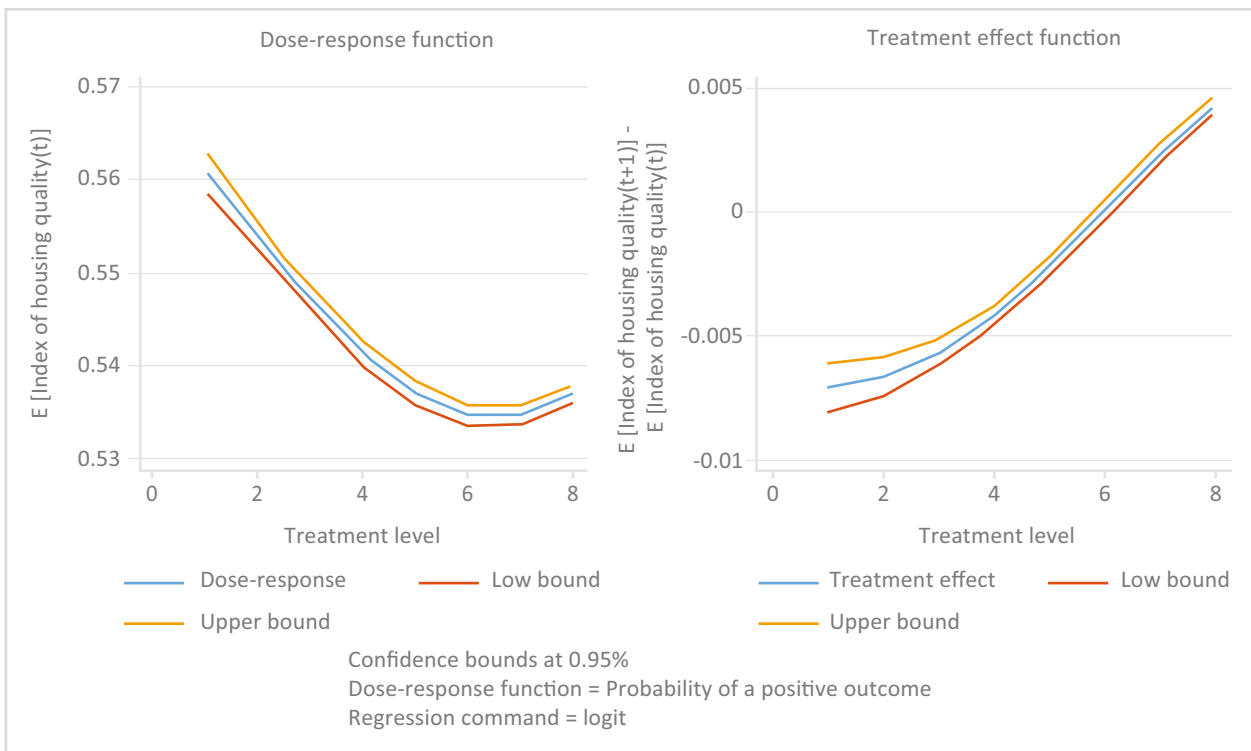 Dose-response function
E [Index of housing quality(t)]
0.57
0.56
0.55
0.54
0.53
0 2 4 6 8
Treatment level
Dose-response
Low bound
Upper bound
Treatment effect function
E [Index of housing quality(t+1)] -
E [Index of housing quality(t)]
0.005
0
-0.005
-0.01
0 2 4 6 8
Treatment level
Treatment effect
Low bound
Upper bound
Confidence bounds at 0.95%
Dose-response function = Probability of a positive outcome
Regression command = logit